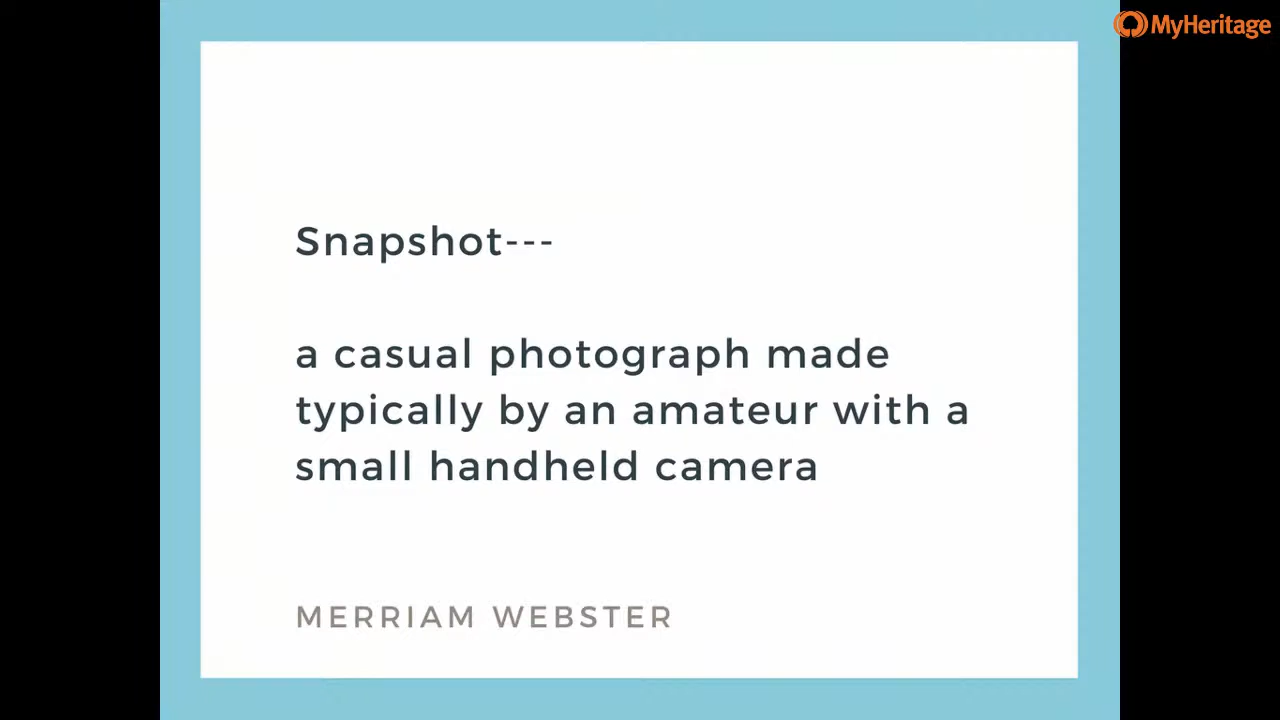 MyHeritage
Snapshot---
a casual photograph made
typically by an amateur with a
small handheld camera
MERRIAM WEBSTER